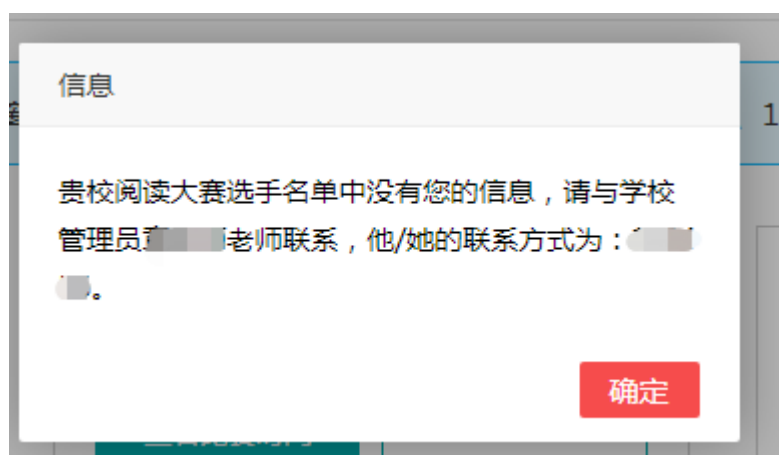 信息
贵校阅读大赛选手名单中没有您的信息，请与学校
管理员 老师联系，他/她的联系方式为：
。
确定
1